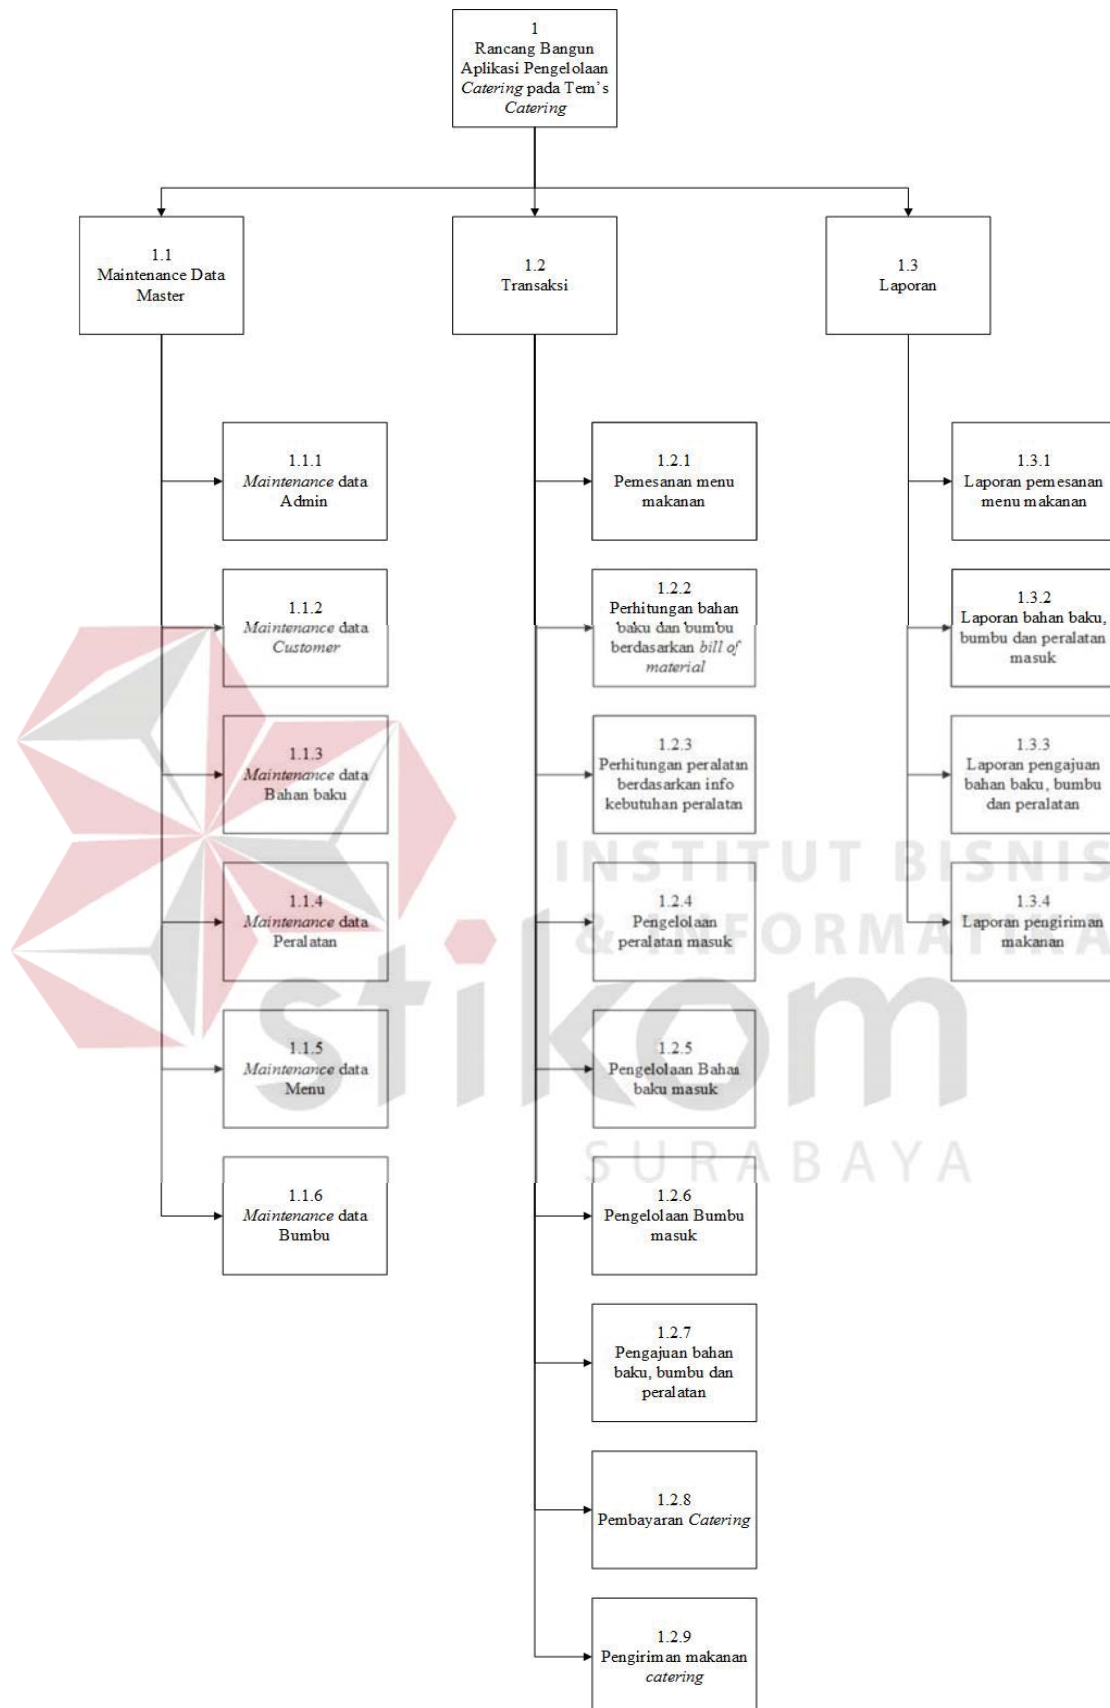 1
Rancang Bangun
Aplikasi Pengelolaan
Catering pada Tem's
Catering
1.1
Maintenance Data
Master
1.2
Transaksi
1.3
Laporan
1.1.1
Maintenance data
Admin
1.1.2
Maintenance data
Customer
1.1.3
Maintenance data
Bahan baku
1.1.4
Maintenance data
Peralatan
1.1.5
Maintenance data
Menu
1.1.6
Maintenance data
Bumbu
1.2.1
Pemesanan menu
makanan
1.2.2
Perhitungan bahan
baku dan bumbu
berdasarkan bill of
material
1.2.3
Perhitungan peralatan
berdasarkan info
kebutuhan peralatan
1.2.4
Pengelolaan
peralatan masuk
1.2.5
Pengelolaan Bahan
baku masuk
1.2.6
Pengelolaan Bumbu
masuk
1.2.7
Pengajuan bahan
baku, bumbu dan
peralatan
1.2.8
Pembayaran Catering
1.2.9
Pengiriman makanan
catering
1.3.1
Laporan pemesanan
menu makanan
1.3.2
Laporan bahan baku,
bumbu dan peralatan
masuk
1.3.3
Laporan pengajuan
bahan baku, bumbu
dan peralatan
1.3.4
Laporan pengiriman
makanan
INSTITUT BISNIS
& INFORMATIKA
stikom
SURABAYA